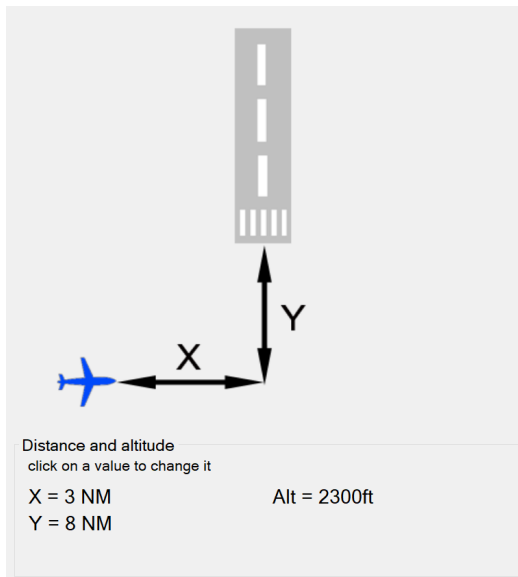 Y
X
Distance and altitude
click on a value to change it
X = 3 NM
Alt = 2300ft
Y = 8 NM